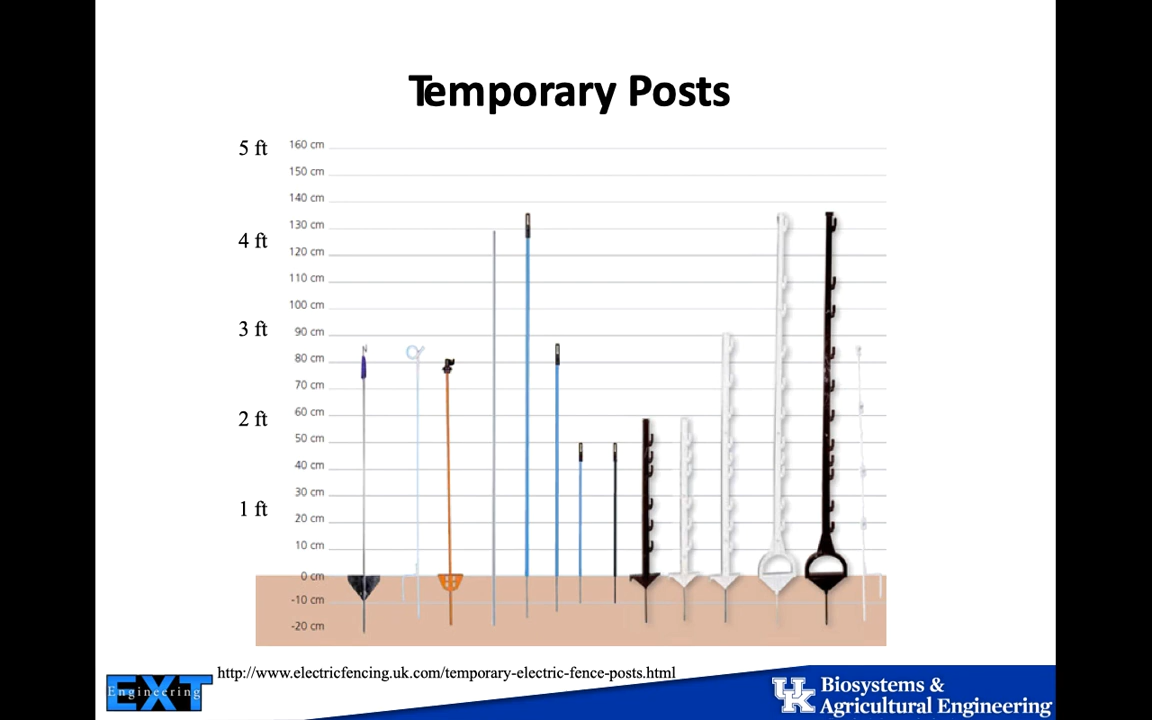 Temporary Posts
5 ft
160 cm
150 cm
140 cm
130 cm
4 ft
120 cm
110 cm
100 cm
3 ft
90 cm
80 cm
70 cm
2 ft
60 cm
50 cm
40 cm
1 ft
30 cm
20 cm
10 cm
0 cm
-10 cm
-20 cm
http://www.electricfencing.uk.com/temporary-electric-fence-posts.html
EXT
Engineering
UK
Biosystems &
Agricultural Engineering